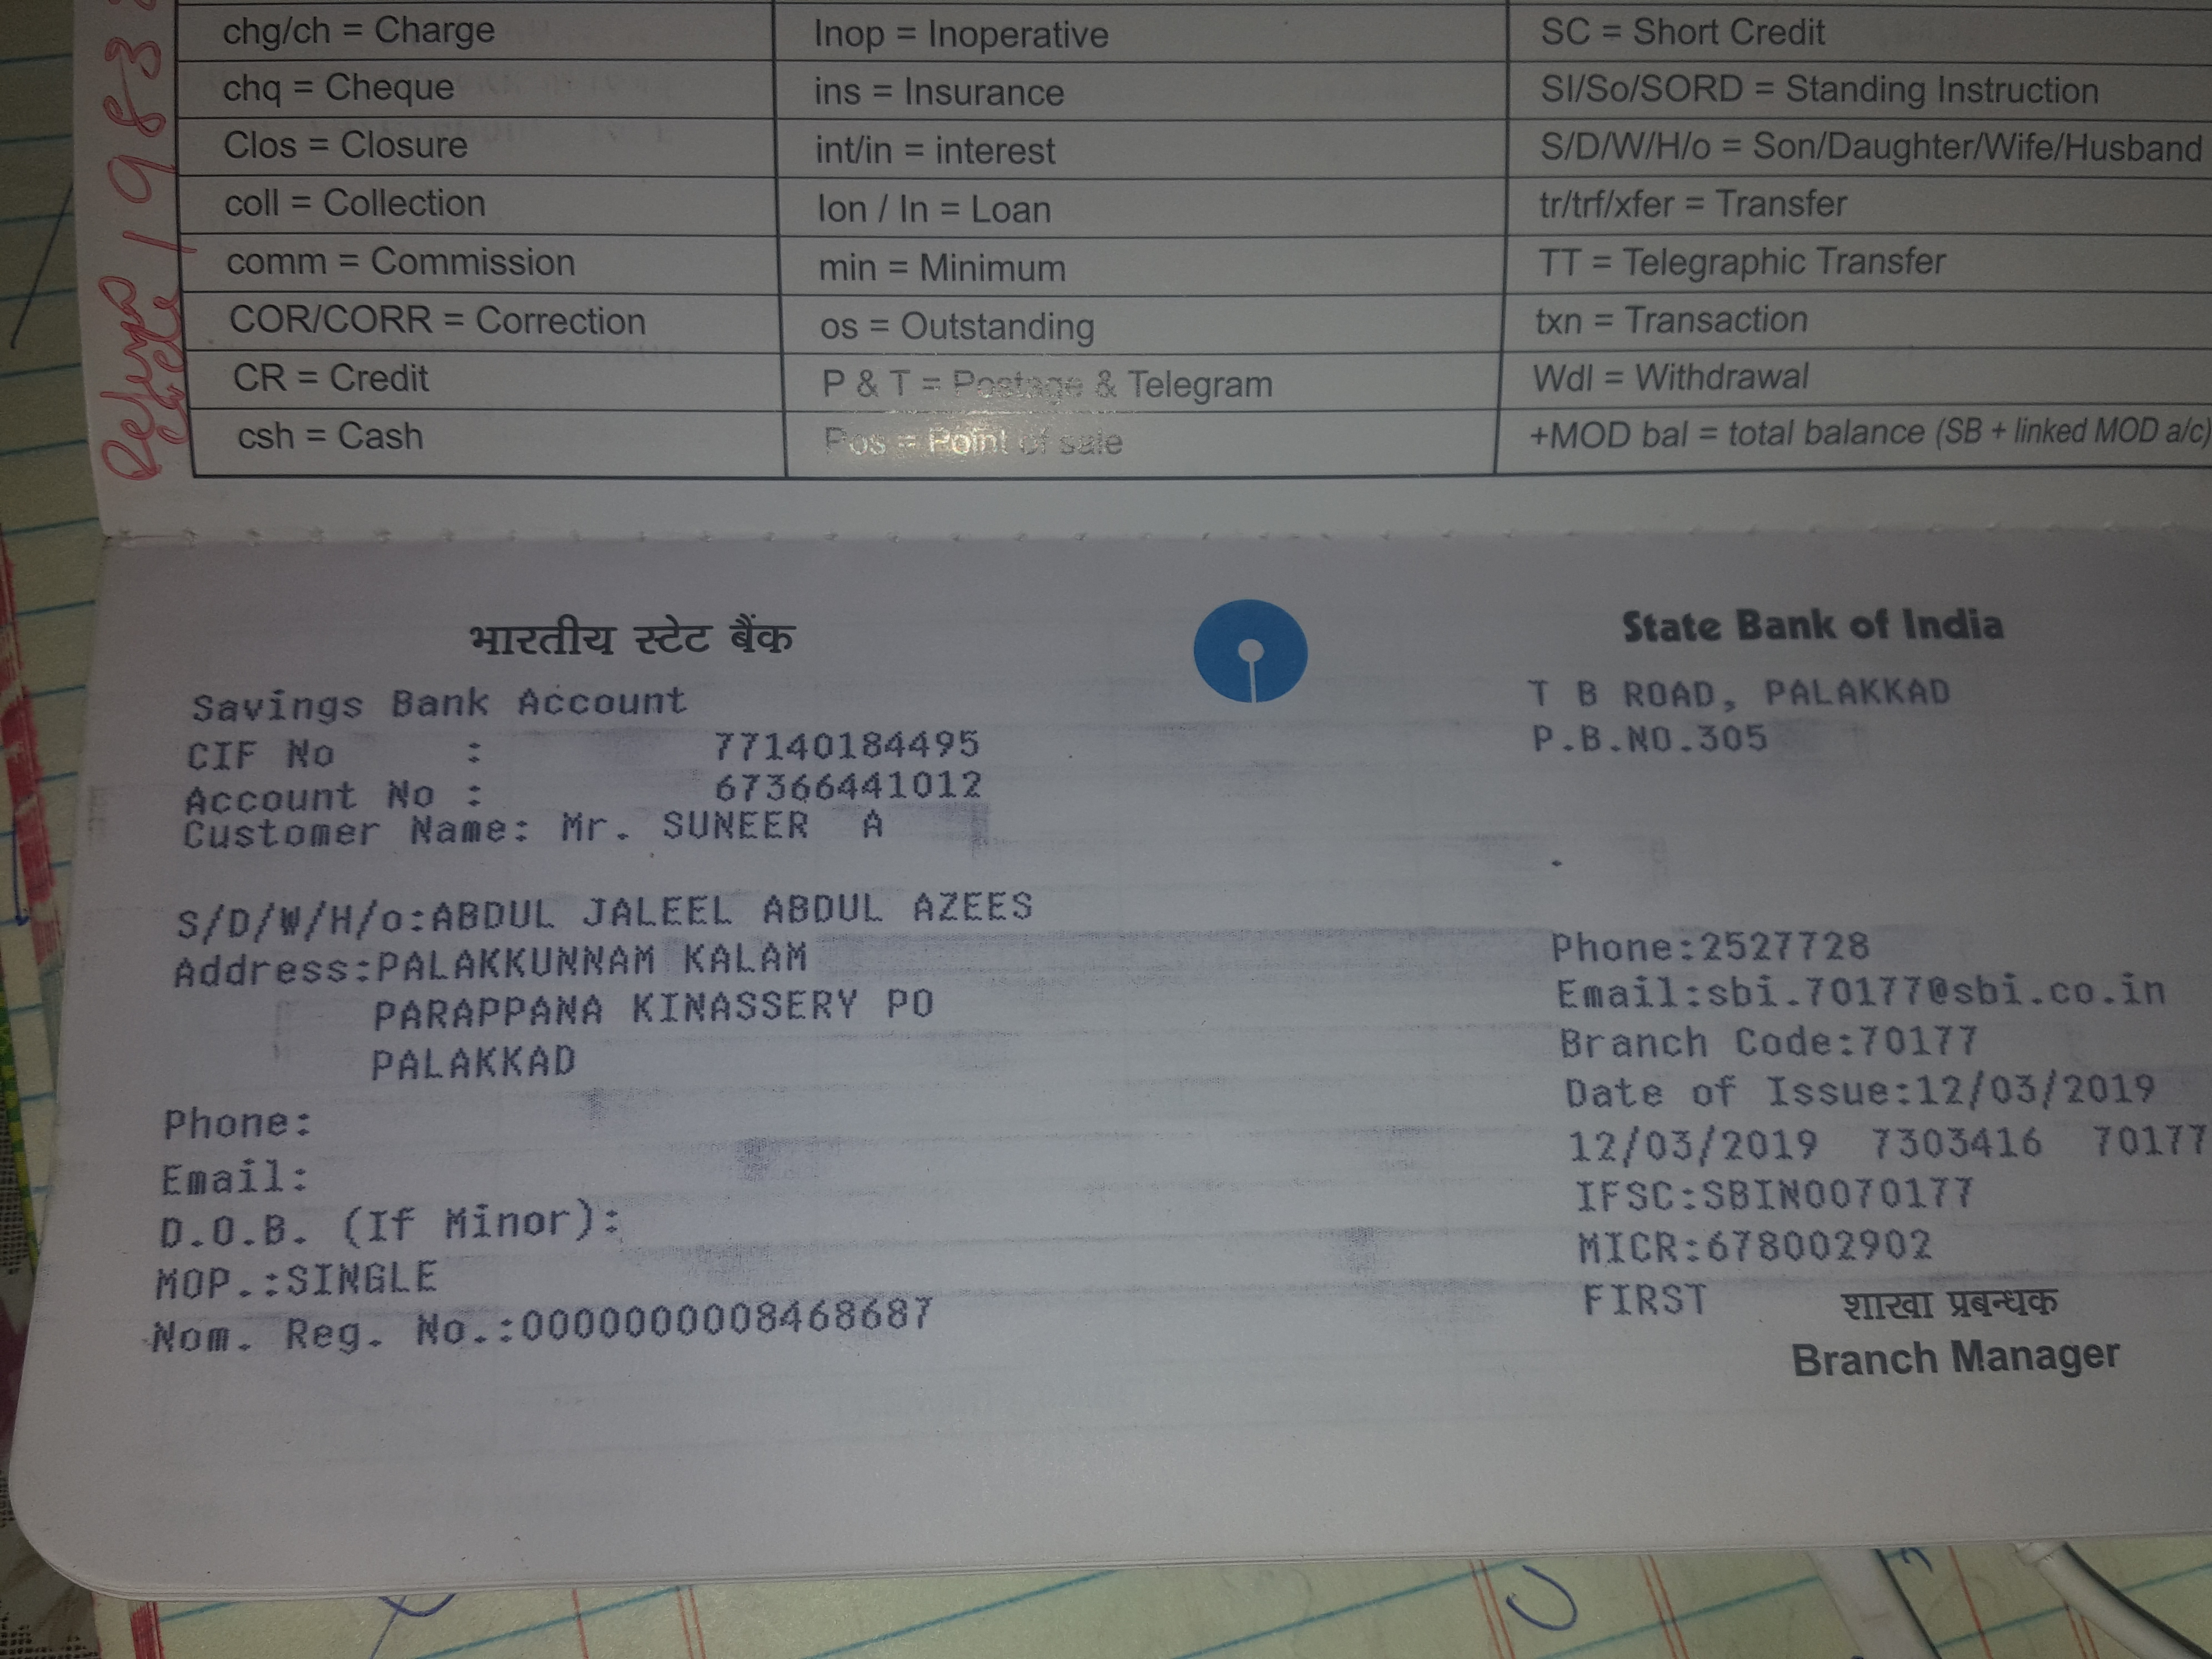 chg/ch = Charge
Inop = Inoperative
SC = Short Credit
chq = Cheque
ins = Insurance
SI/So/SORD = Standing Instruction
Clos = Closure
int/in = interest
S/D/W/H/o = Son/Daughter/Wife/Husband
coll = Collection
lon / ln = Loan
tr/trf/xfer = Transfer
comm = Commission
min = Minimum
TT = Telegraphic Transfer
COR/CORR = Correction
os = Outstanding
txn = Transaction
CR = Credit
P & T = Postage & Telegram
Wdl = Withdrawal
csh = Cash
Pos = Point of sale
+MOD bal = total balance (SB + linked MOD a/c)
1983
भारतीय स्टेट बैंक
State Bank of India
Savings Bank Account
T B ROAD, PALAKKAD
CIF No : 77140184495
P.B.NO.305
Account No : 67366441012
Customer Name: Mr. SUNEER A
S/D/W/H/o:ABDUL JALEEL ABDUL AZEES
Address:PALAKKUNNAM KALAM
PARAPPANA KINASSERY PO
PALAKKAD
Phone:
Email:
D.O.B. (If Minor):
MOP.:SINGLE
Nom. Reg. No.:0000000008468687
Phone:2527728
Email:sbi.70177@sbi.co.in
Branch Code:70177
Date of Issue:12/03/2019
12/03/2019 7303416 70177
IFSC:SBIN0070177
MICR:678002902
FIRST
शाखा प्रबन्धक
Branch Manager